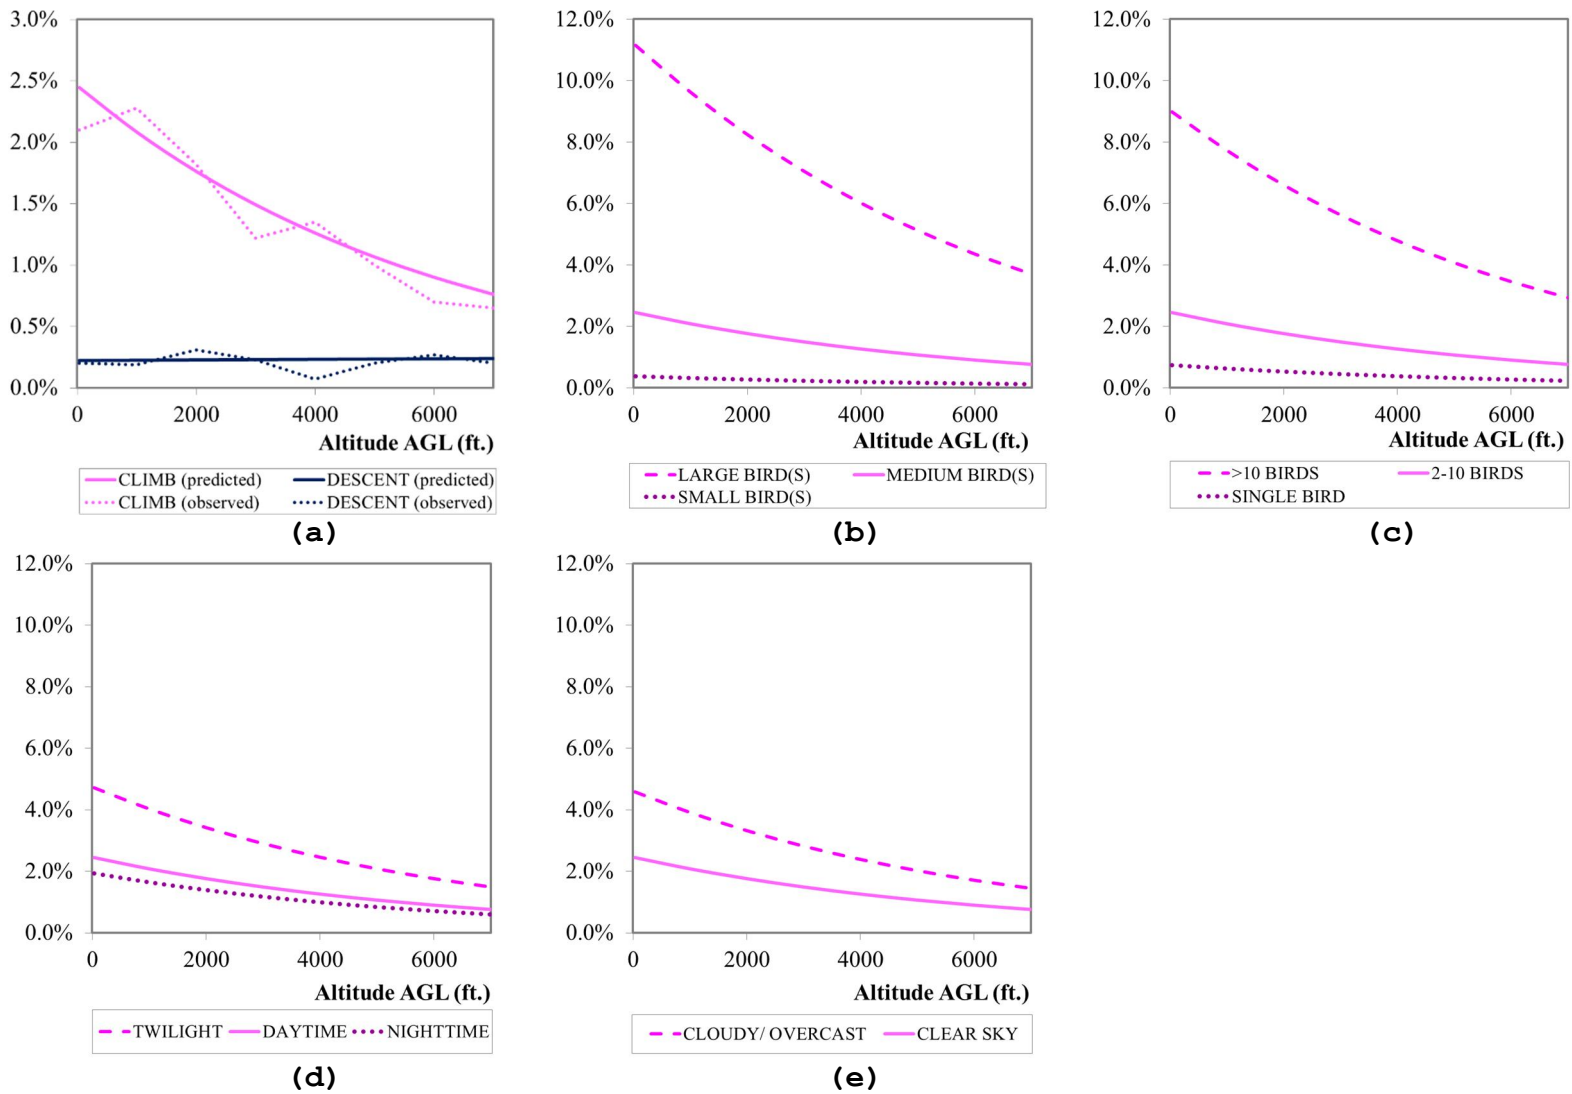 3.0%
2.5%
2.0%
1.5%
1.0%
0.5%
0.0%
0 2000 4000 6000
Altitude AGL (ft.)
CLIMB (predicted) DESCENT (predicted)
CLIMB (observed) DESCENT (observed)
(a)
12.0%
10.0%
8.0%
6.0%
4.0%
2.0%
0.0%
0 2000 4000 6000
Altitude AGL (ft.)
LARGE BIRD(S) MEDIUM BIRD(S)
SMALL BIRD(S)
(b)
12.0%
10.0%
8.0%
6.0%
4.0%
2.0%
0.0%
0 2000 4000 6000
Altitude AGL (ft.)
>10 BIRDS 2-10 BIRDS
SINGLE BIRD
(c)
12.0%
10.0%
8.0%
6.0%
4.0%
2.0%
0.0%
0 2000 4000 6000
Altitude AGL (ft.)
TWILIGHT DAYTIME NIGHTTIME
(d)
12.0%
10.0%
8.0%
6.0%
4.0%
2.0%
0.0%
0 2000 4000 6000
Altitude AGL (ft.)
CLOUDY/ OVERCAST CLEAR SKY
(e)